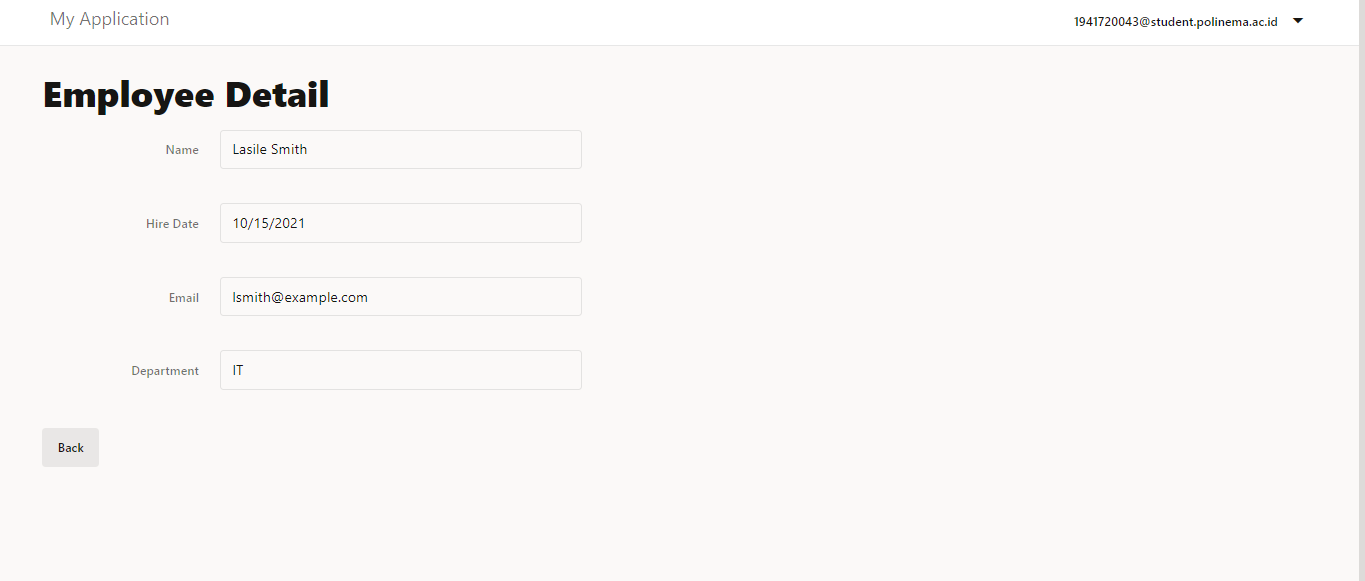 My Application
1941720043@student.polinema.ac.id
Employee Detail
Name Lasile Smith
Hire Date 10/15/2021
Email lsmith@example.com
Department IT
Back